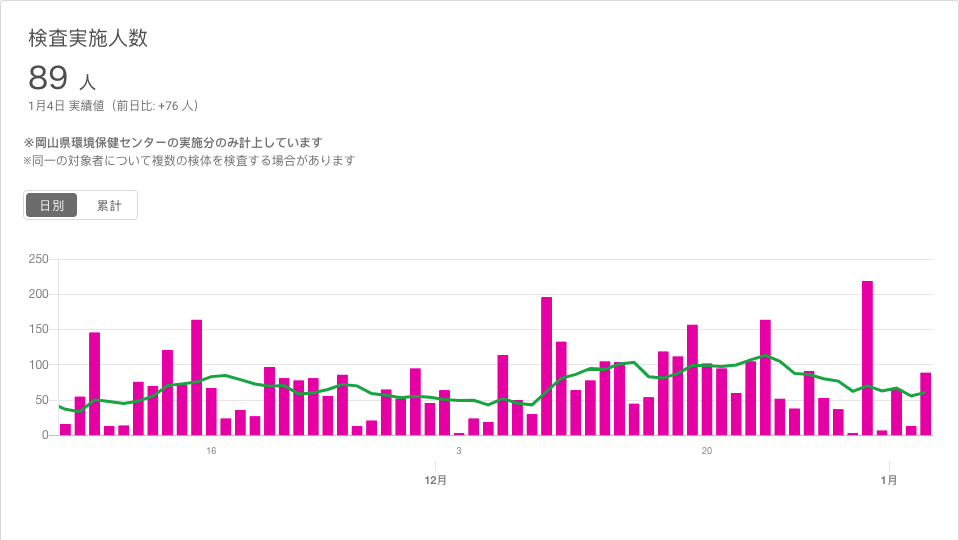 検査実施人数
89 人
1月4日 実績値（前日比: +76 人）
※岡山県環境保健センターの実施分のみ計上しています
※同一の対象者について複数の検体を検査する場合があります
日別 累計
250
200
150
100
50
0
16 3 20
12月 1月